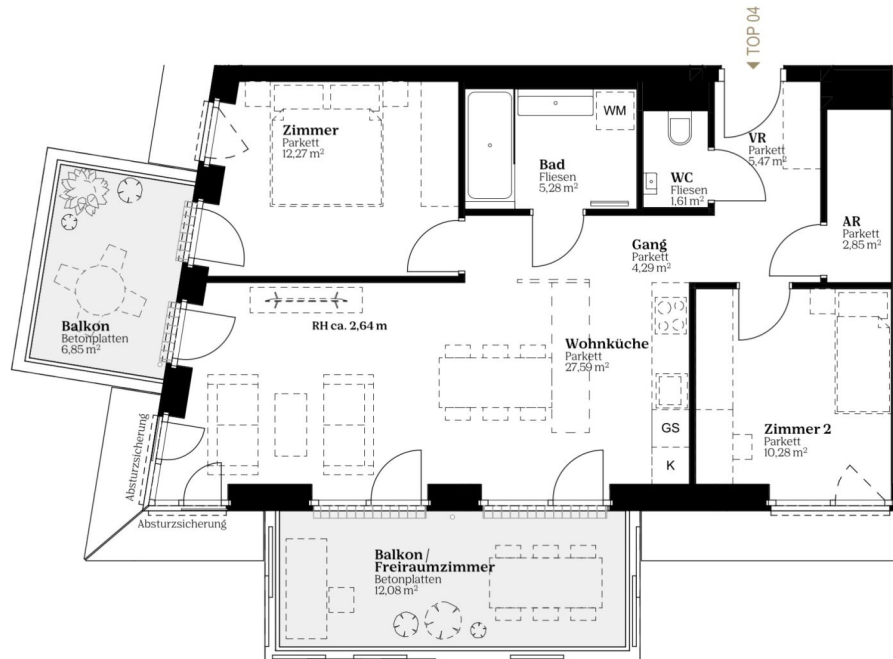 TOP 04
Zimmer
Parkett
12,27 m²
WM
Bad
Fliesen
5,28 m²
WC
Fliesen
1,61 m²
VR
Parkett
5,47 m²
AR
Parkett
2,85 m²
Gang
Parkett
4,29 m²
Balkon
Betonplatten
6,85 m²
RH ca. 2,64 m
Wohnküche
Parkett
27,59 m²
GS
K
Zimmer 2
Parkett
10,28 m²
Absturzsicherung
Absturzsicherung
Balkon /
Freiraumzimmer
Betonplatten
12,08 m²